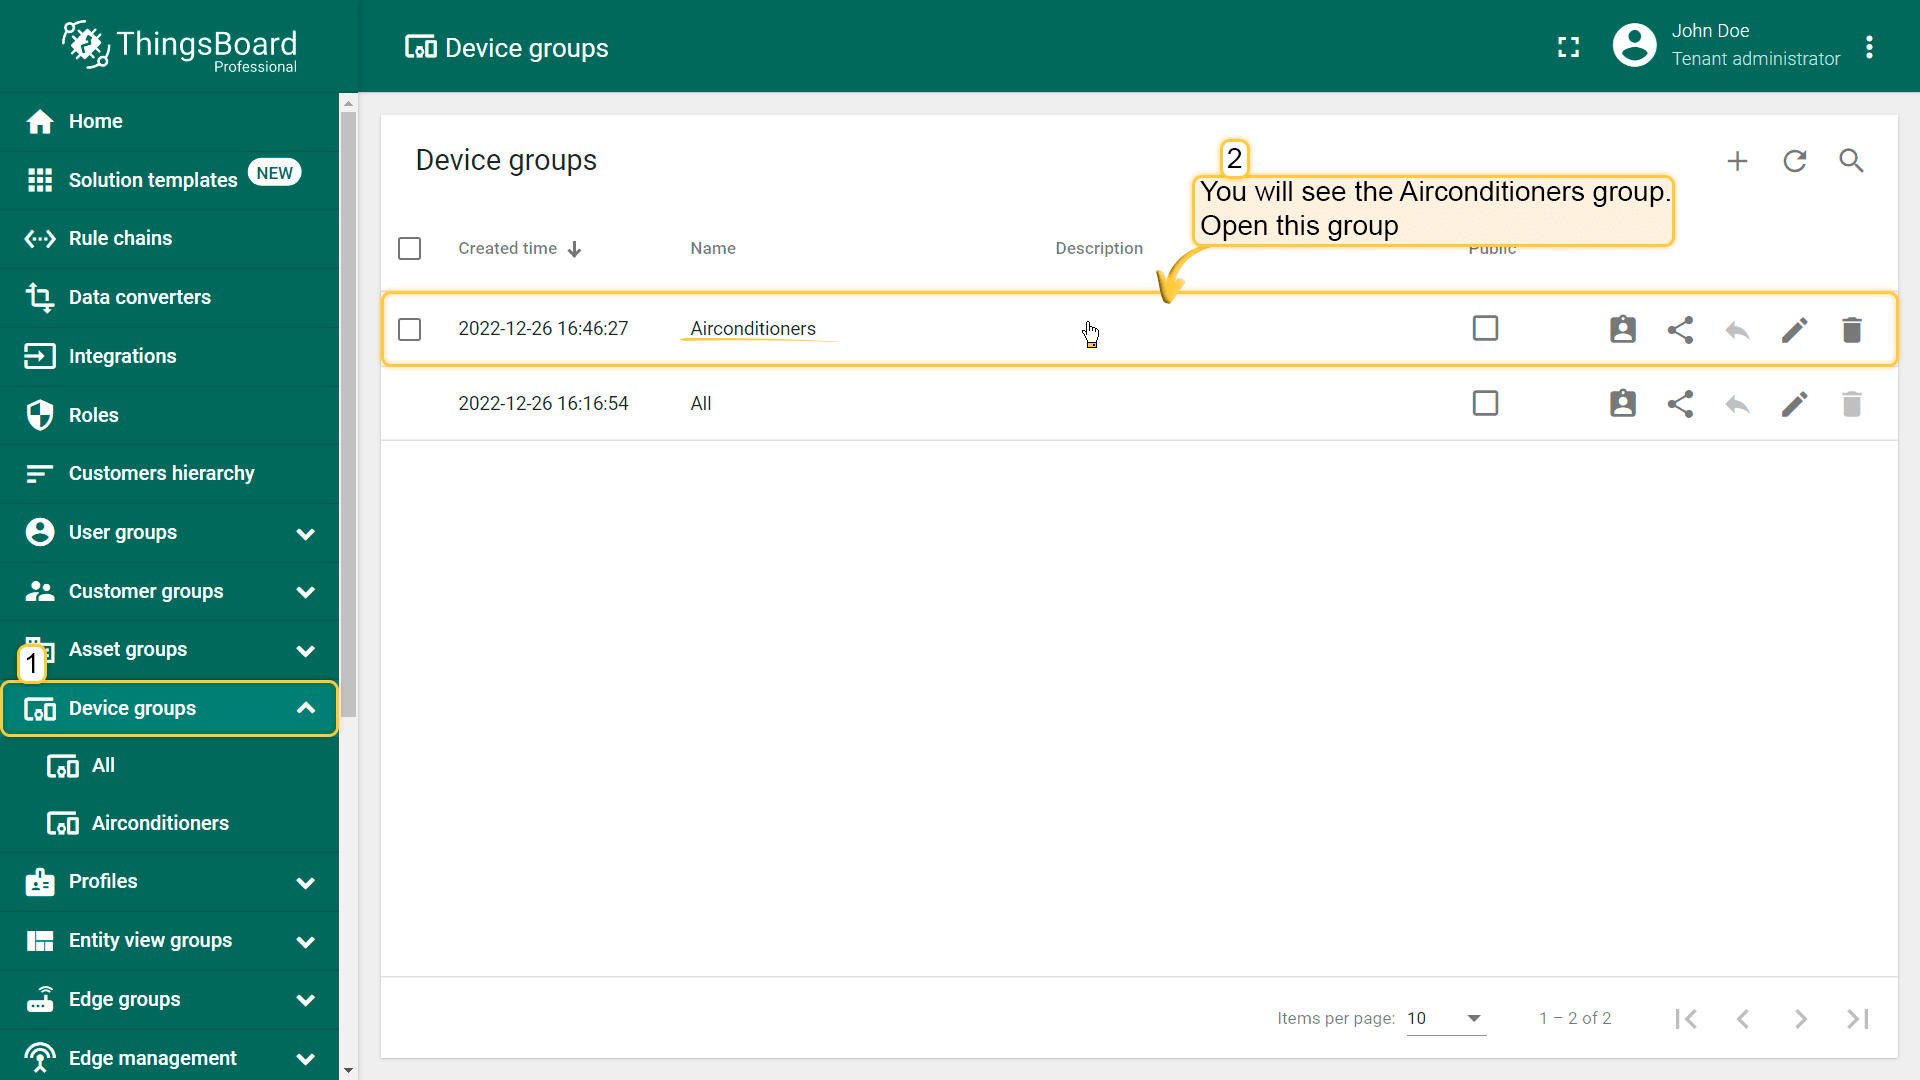 ThingsBoard
Professional
Device groups
John Doe
Tenant administrator
Home
Solution templates NEW
Rule chains
Data converters
Integrations
Roles
Customers hierarchy
User groups
Customer groups
Asset groups
1
Device groups
All
Airconditioners
Profiles
Entity view groups
Edge groups
Edge management
Device groups
2
You will see the Airconditioners group.
Open this group
Created time Name Description Public
2022-12-26 16:46:27 Airconditioners
2022-12-26 16:16:54 All
Items per page: 10 1 – 2 of 2